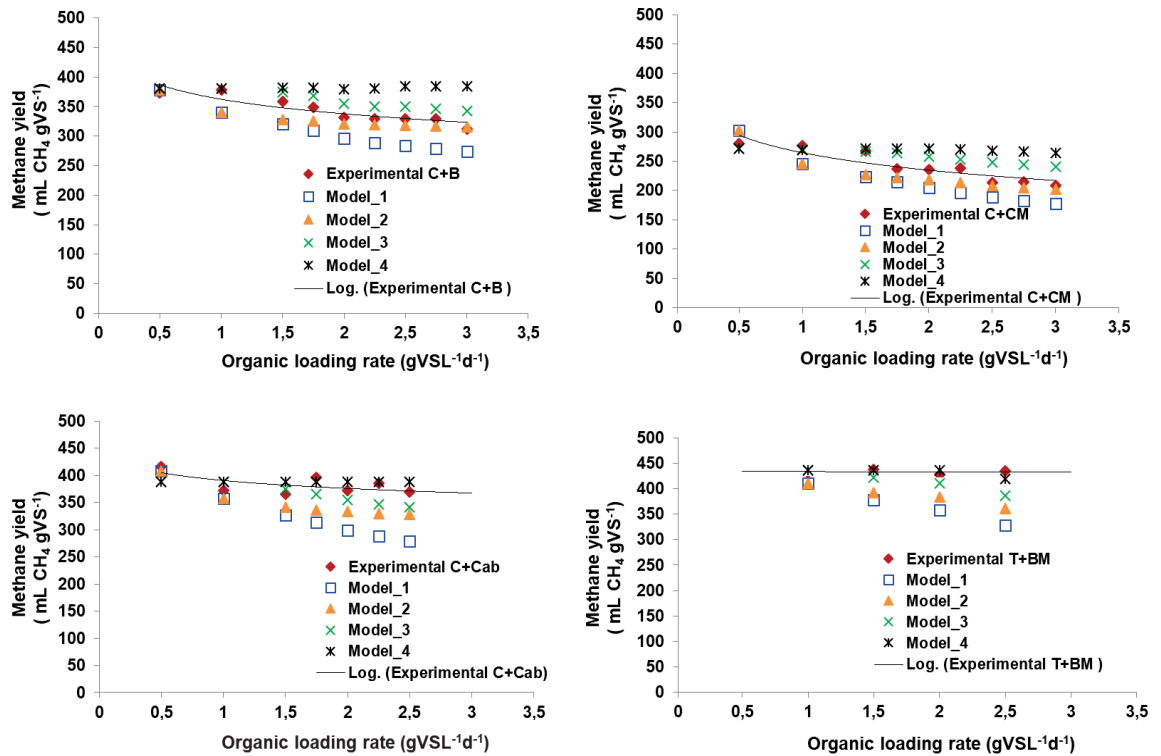 500
450
400
350
300
250
200
150
100
50
0
Methane yield
( mL CH₄ gVS⁻¹)
Experimental C+B
Model_1
Model_2
Model_3
Model_4
Log. (Experimental C+B )
0 0,5 1 1,5 2 2,5 3 3,5
Organic loading rate (gVSL⁻¹d⁻¹)
500
450
400
350
300
250
200
150
100
50
0
Methane yield
( mL CH₄ gVS⁻¹)
Experimental C+CM
Model_1
Model_2
Model_3
Model_4
Log. (Experimental C+CM )
0 0,5 1 1,5 2 2,5 3 3,5
Organic loading rate (gVSL⁻¹d⁻¹)
500
450
400
350
300
250
200
150
100
50
0
Methane yield
( mL CH₄ gVS⁻¹)
Experimental C+Cab
Model_1
Model_2
Model_3
Model_4
Log. (Experimental C+Cab)
0 0,5 1 1,5 2 2,5 3 3,5
Organic loading rate (gVSL⁻¹d⁻¹)
500
450
400
350
300
250
200
150
100
50
0
Methane yield
( mL CH₄ gVS⁻¹)
Experimental T+BM
Model_1
Model_2
Model_3
Model_4
Log. (Experimental T+BM )
0 0,5 1 1,5 2 2,5 3 3,5
Organic loading rate (gVSL⁻¹d⁻¹)